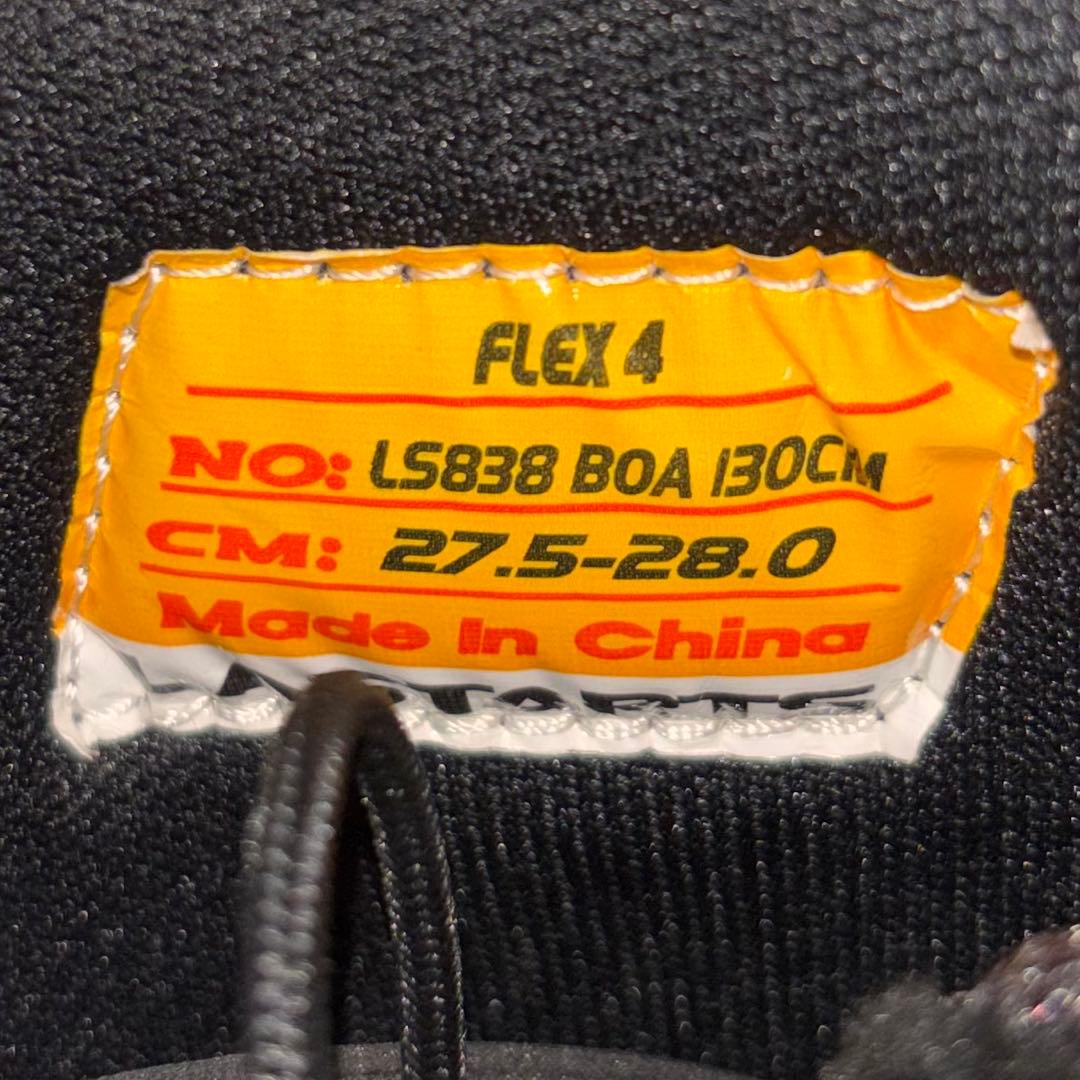 FLEX 4
NO: LS838 BOA 130CM
CM: 27.5-28.0
Made In China